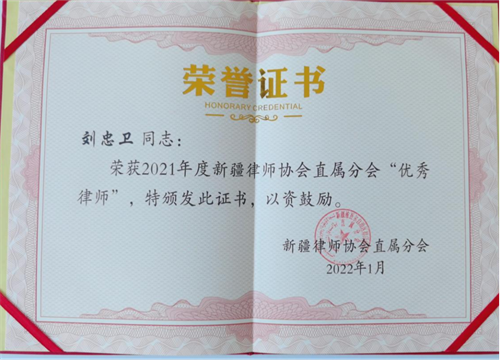 荣誉证书
HONORARY CREDENTIAL
刘忠卫 同志：
荣获2021年度新疆律师协会直属分会“优秀
律师”，特颁发此证书，以资鼓励。
新疆律师协会直属分会
2022年1月